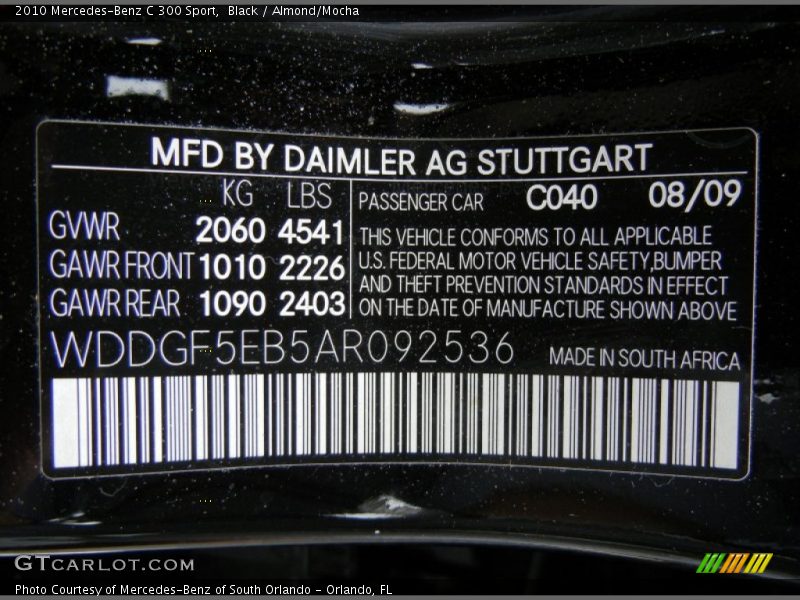 2010 Mercedes-Benz C 300 Sport,  Black / Almond/Mocha
MFD BY DAIMLER AG STUTTGART
KG LBS
GVWR 2060 4541
GAWR FRONT 1010 2226
GAWR REAR 1090 2403
PASSENGER CAR C040 08/09
THIS VEHICLE CONFORMS TO ALL APPLICABLE
U.S. FEDERAL MOTOR VEHICLE SAFETY,BUMPER
AND THEFT PREVENTION STANDARDS IN EFFECT
ON THE DATE OF MANUFACTURE SHOWN ABOVE
WDDGF5EB5AR092536
MADE IN SOUTH AFRICA
GTCARLOT.COM
Photo Courtesy of Mercedes-Benz of South Orlando - Orlando, FL